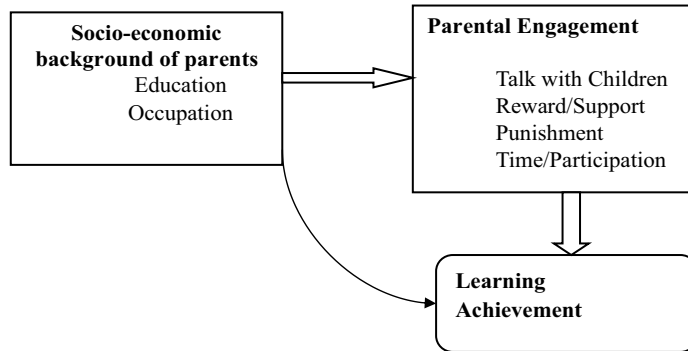 Socio-economic
background of parents
Education
Occupation
Parental Engagement
Talk with Children
Reward/Support
Punishment
Time/Participation
Learning
Achievement